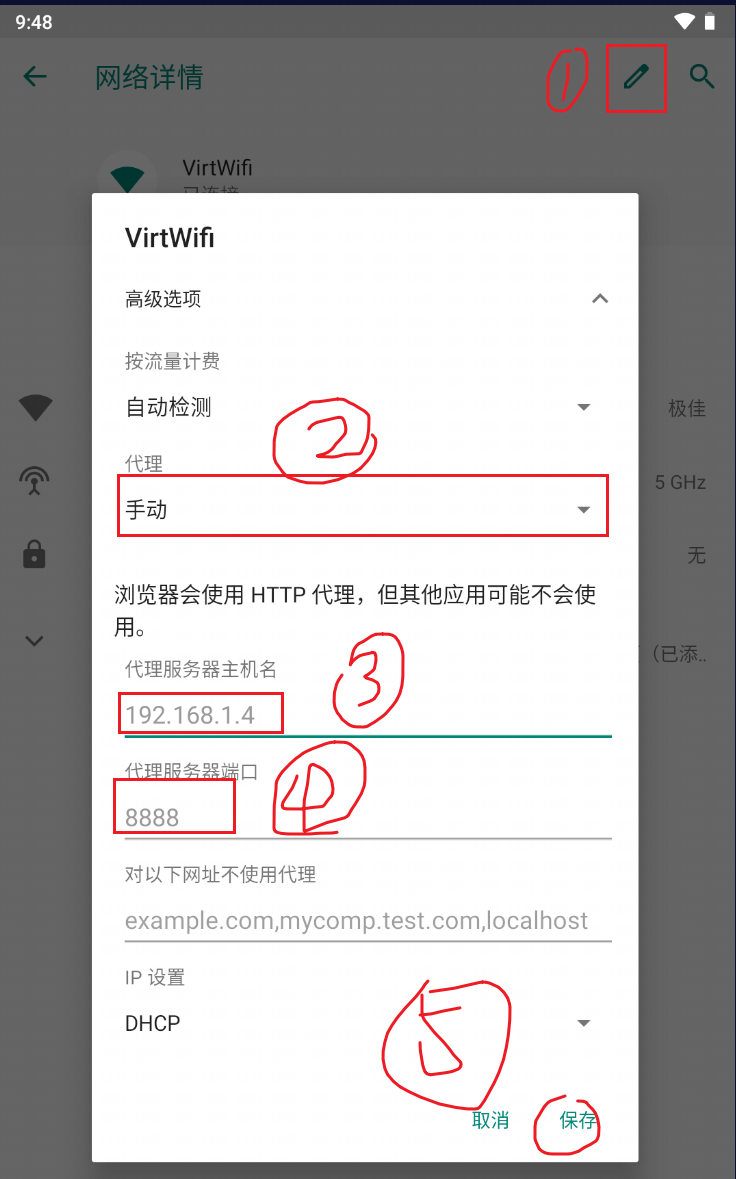 9:48
网络详情
1
VirtWifi
已连接
VirtWifi
高级选项
按流量计费
自动检测
极佳
2
代理
手动
5 GHz
无
浏览器会使用 HTTP 代理，但其他应用可能不会使
用。
（已添..
代理服务器主机名
3
192.168.1.4
代理服务器端口
4
8888
对以下网址不使用代理
example.com,mycomp.test.com,localhost
IP 设置
DHCP
5
取消 保存